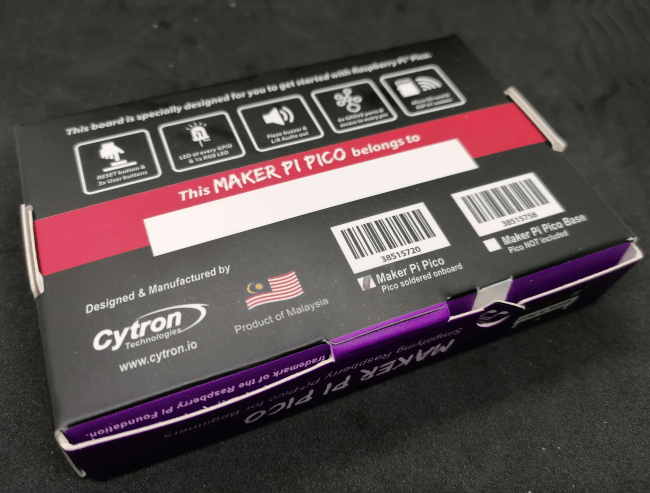 This board is specially designed for you to get started with Raspberry Pi® Pico.
RESET button &
3x User buttons
LED at every GPIO
& 1x RGB LED
Piezo buzzer &
L/R Audio out
6x GROVE ports &
access to every pin
This MAKER PI PICO belongs to
38515720
Maker Pi Pico
Pico soldered onboard
38515758
Maker Pi Pico Base
Pico NOT included
Designed & Manufactured by
Cytron
Technologies
www.cytron.io
Product of Malaysia
trademark of the Raspberry Pi Foundation.
MAKER PI PICO
Simplifying Raspberry Pi Pico for Beginners